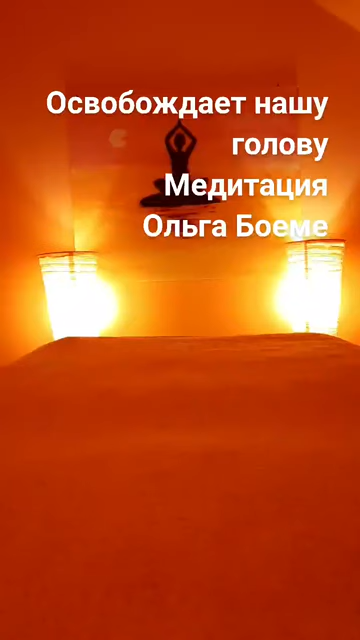 Освобождает нашу
голову
Медитация
Ольга Боеме